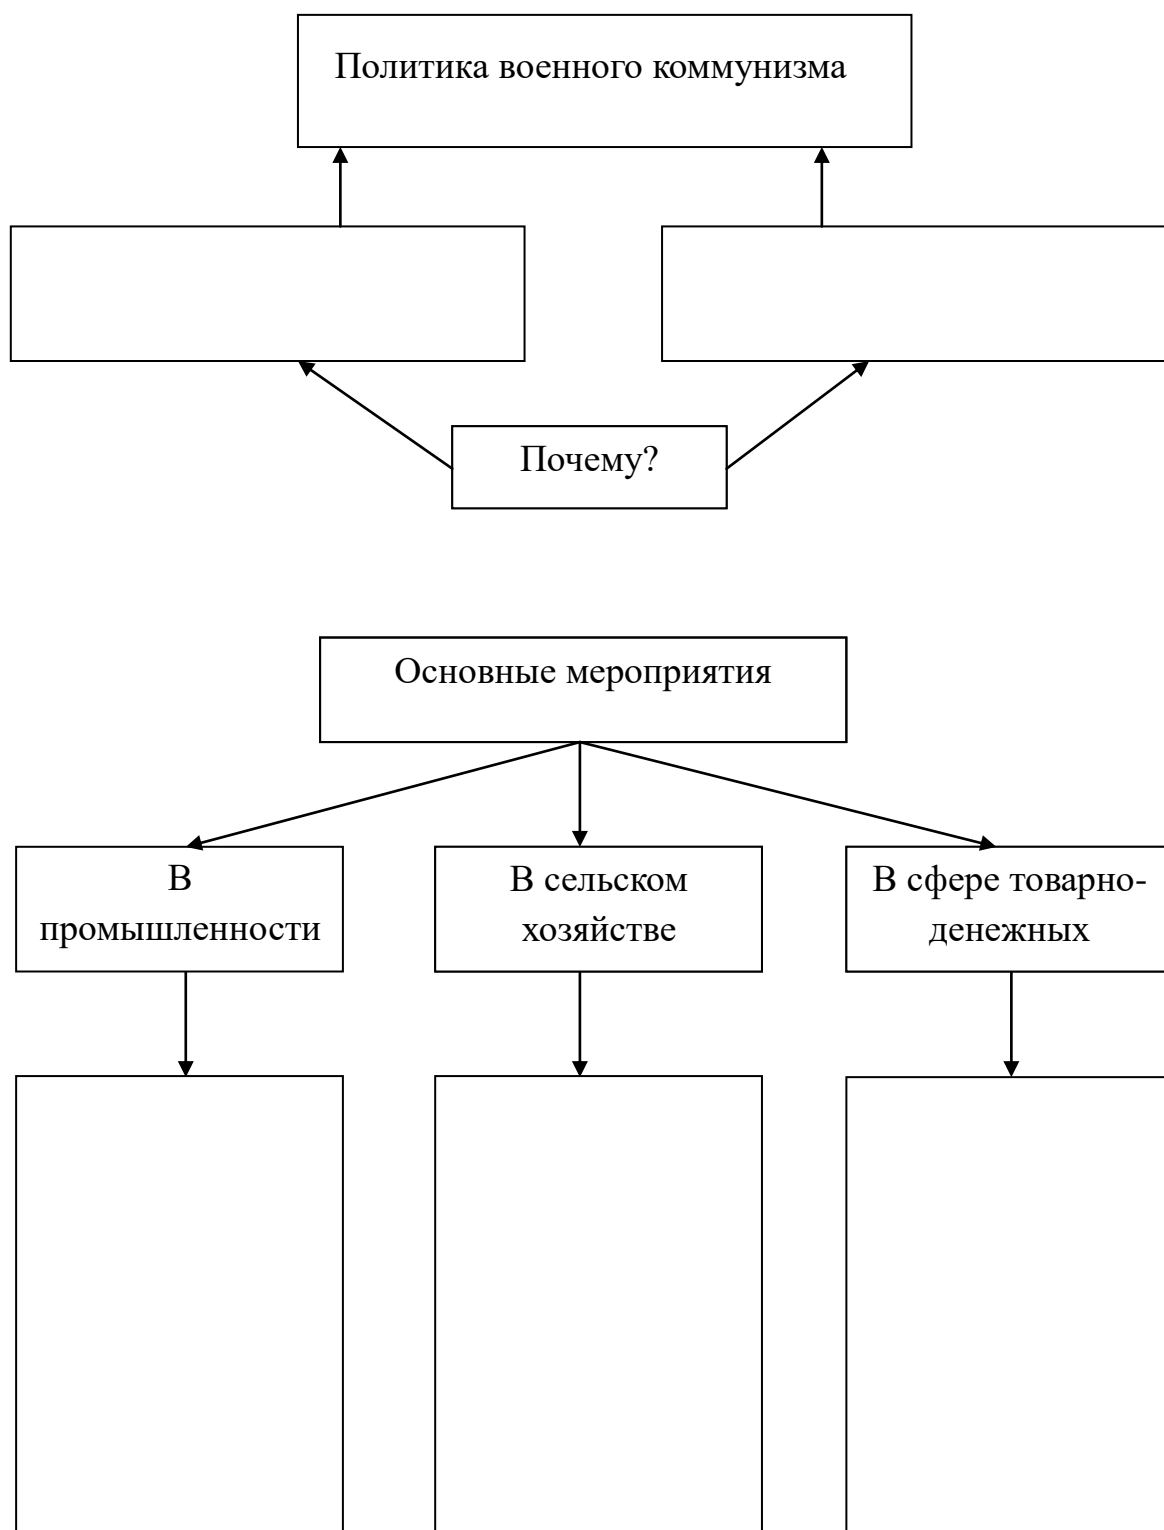 Политика военного коммунизма
Почему?
Основные мероприятия
В
промышленности
В сельском
хозяйстве
В сфере товарно-
денежных